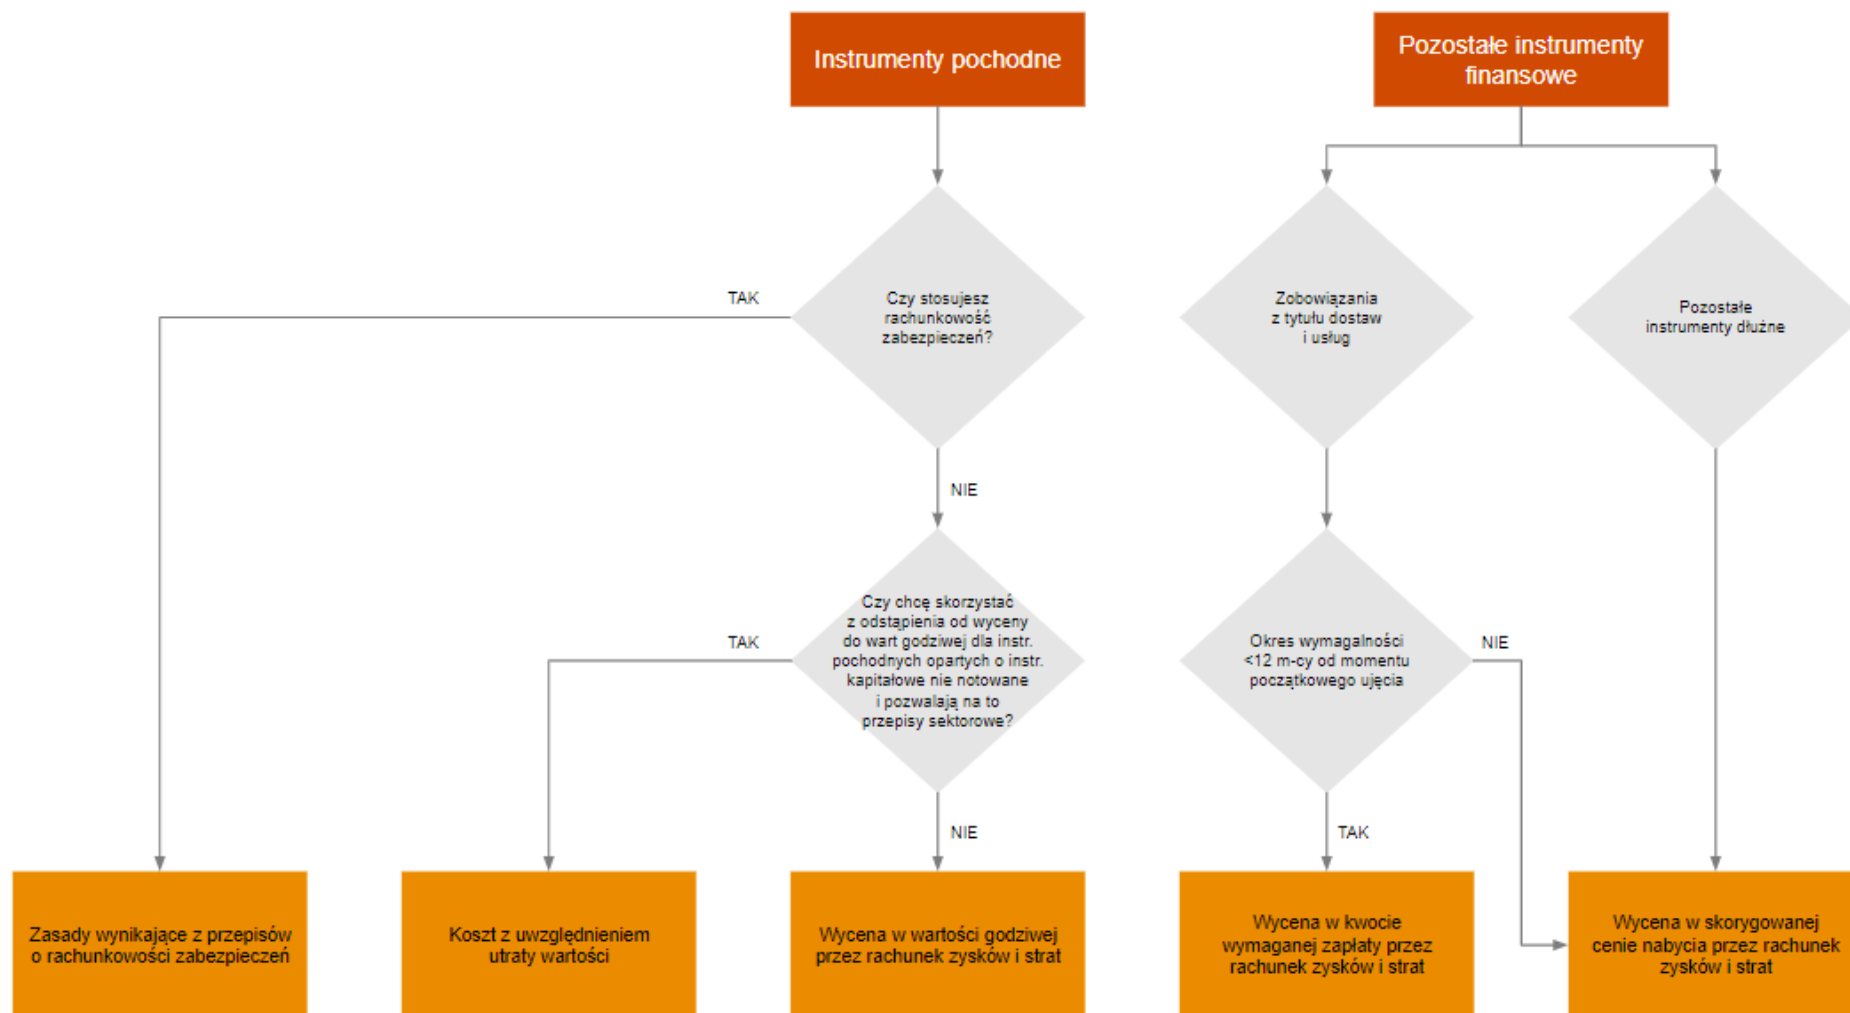 Instrumenty pochodne
Pozostałe instrumenty
finansowe
TAK
Czy stosujesz
rachunkowość
zabezpieczeń?
Zobowiązania
z tytułu dostaw
i usług
Pozostałe
instrumenty dłużne
NIE
TAK
Czy chcę skorzystać
z odstąpienia od wyceny
do wart godziwej dla instr.
pochodnych opartych o instr.
kapitałowe nie notowane
i pozwalają na to
przepisy sektorowe?
Okres wymagalności
<12 m-cy od momentu
początkowego ujęcia
NIE
NIE
TAK
Zasady wynikające z przepisów
o rachunkowości zabezpieczeń
Koszt z uwzględnieniem
utraty wartości
Wycena w wartości godziwej
przez rachunek zysków i strat
Wycena w kwocie
wymaganej zapłaty przez
rachunek zysków i strat
Wycena w skorygowanej
cenie nabycia przez rachunek
zysków i strat